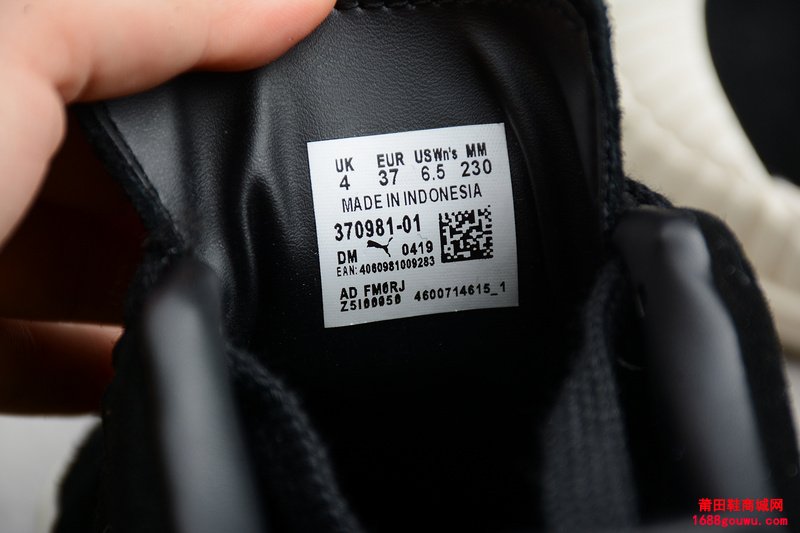 UK EUR USWn's MM
4 37 6.5 230
MADE IN INDONESIA
370981-01
DM 0419
EAN: 4060981009283
AD FM6RJ
Z5I00050 4600714615_1
莆田鞋商城网
1688gouwu.com